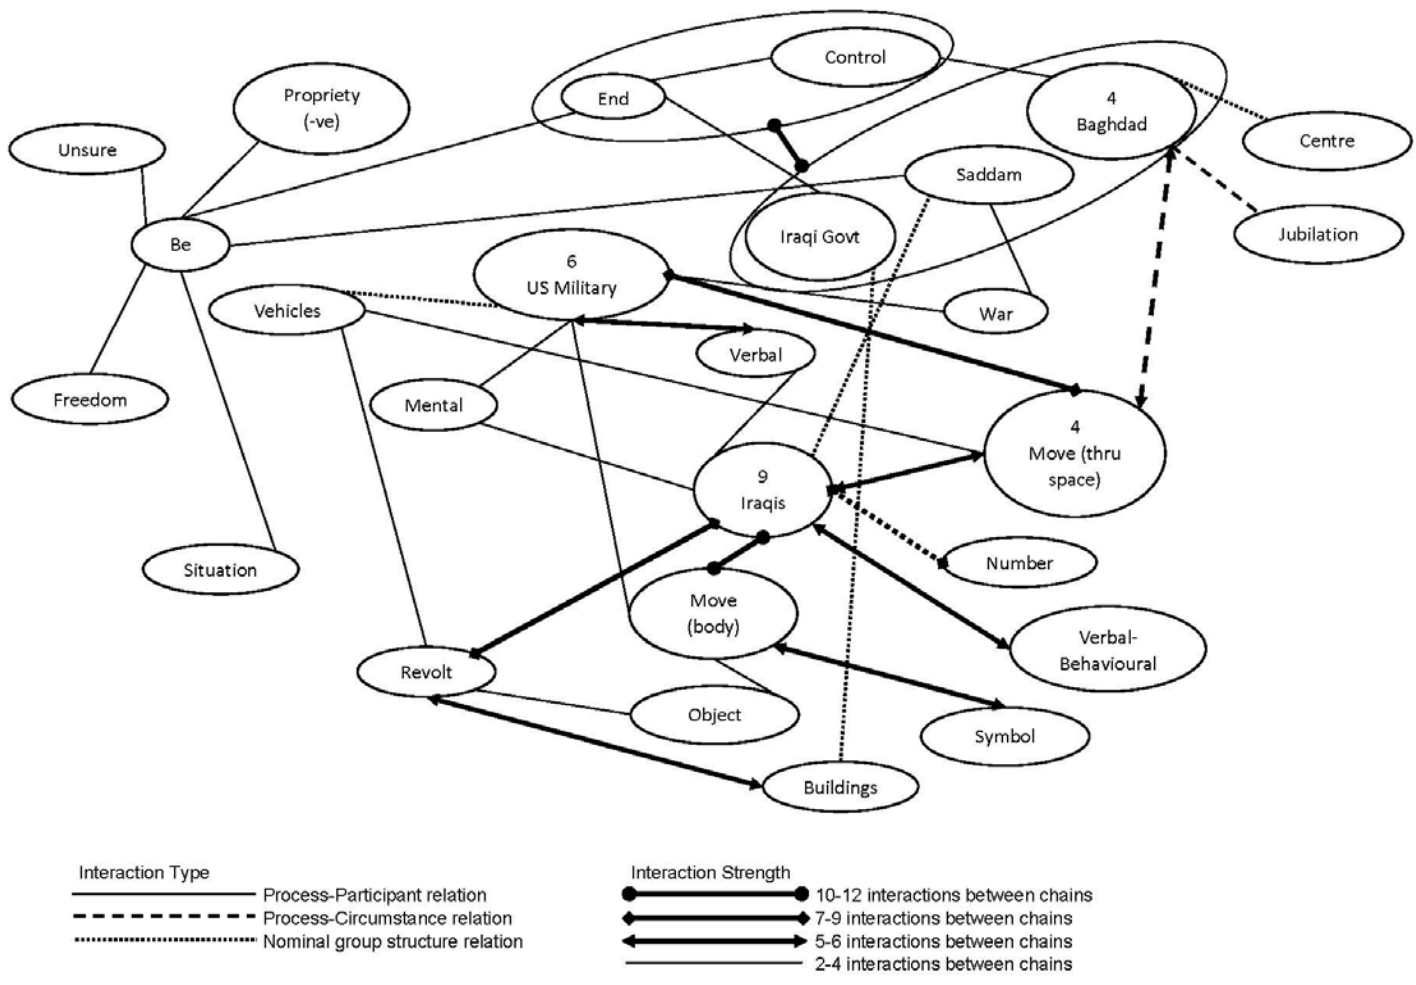 Control
End
4
Baghdad
Propriety
(-ve)
Centre
Unsure
Saddam
Jubilation
Iraqi Govt
Be
6
US Military
Vehicles
War
Verbal
Freedom
Mental
4
Move (thru
space)
9
Iraqis
Number
Situation
Move
(body)
Verbal-
Behavioural
Revolt
Object
Symbol
Buildings
Interaction Type
Process-Participant relation
Process-Circumstance relation
Nominal group structure relation
Interaction Strength
10-12 interactions between chains
7-9 interactions between chains
5-6 interactions between chains
2-4 interactions between chains